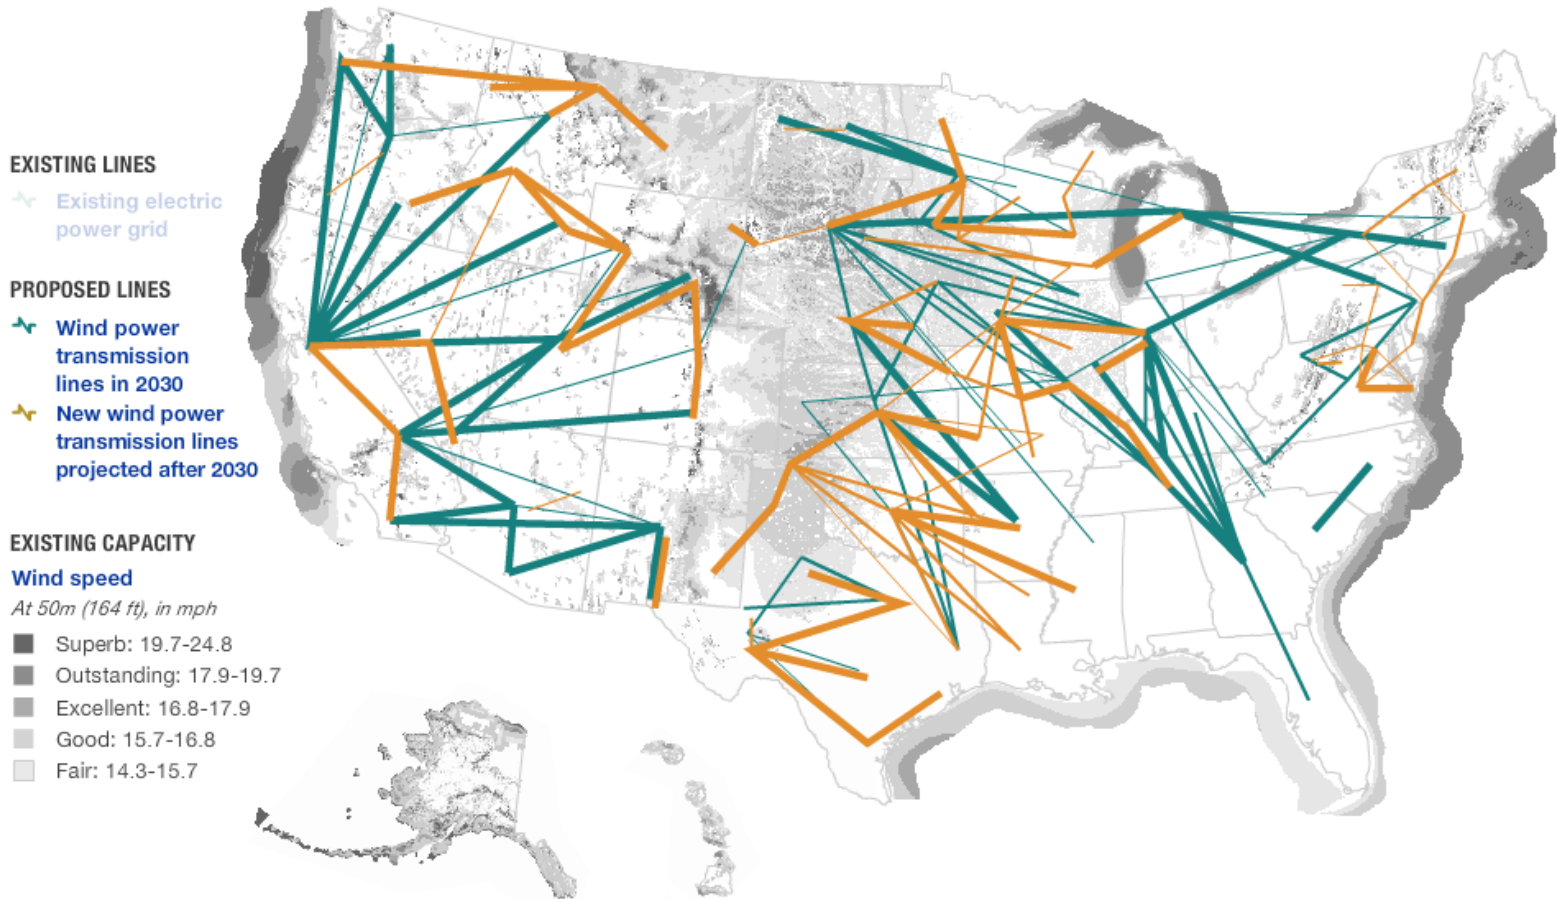 EXISTING LINES
Existing electric
power grid
PROPOSED LINES
Wind power
transmission
lines in 2030
New wind power
transmission lines
projected after 2030
EXISTING CAPACITY
Wind speed
At 50m (164 ft), in mph
Superb: 19.7-24.8
Outstanding: 17.9-19.7
Excellent: 16.8-17.9
Good: 15.7-16.8
Fair: 14.3-15.7